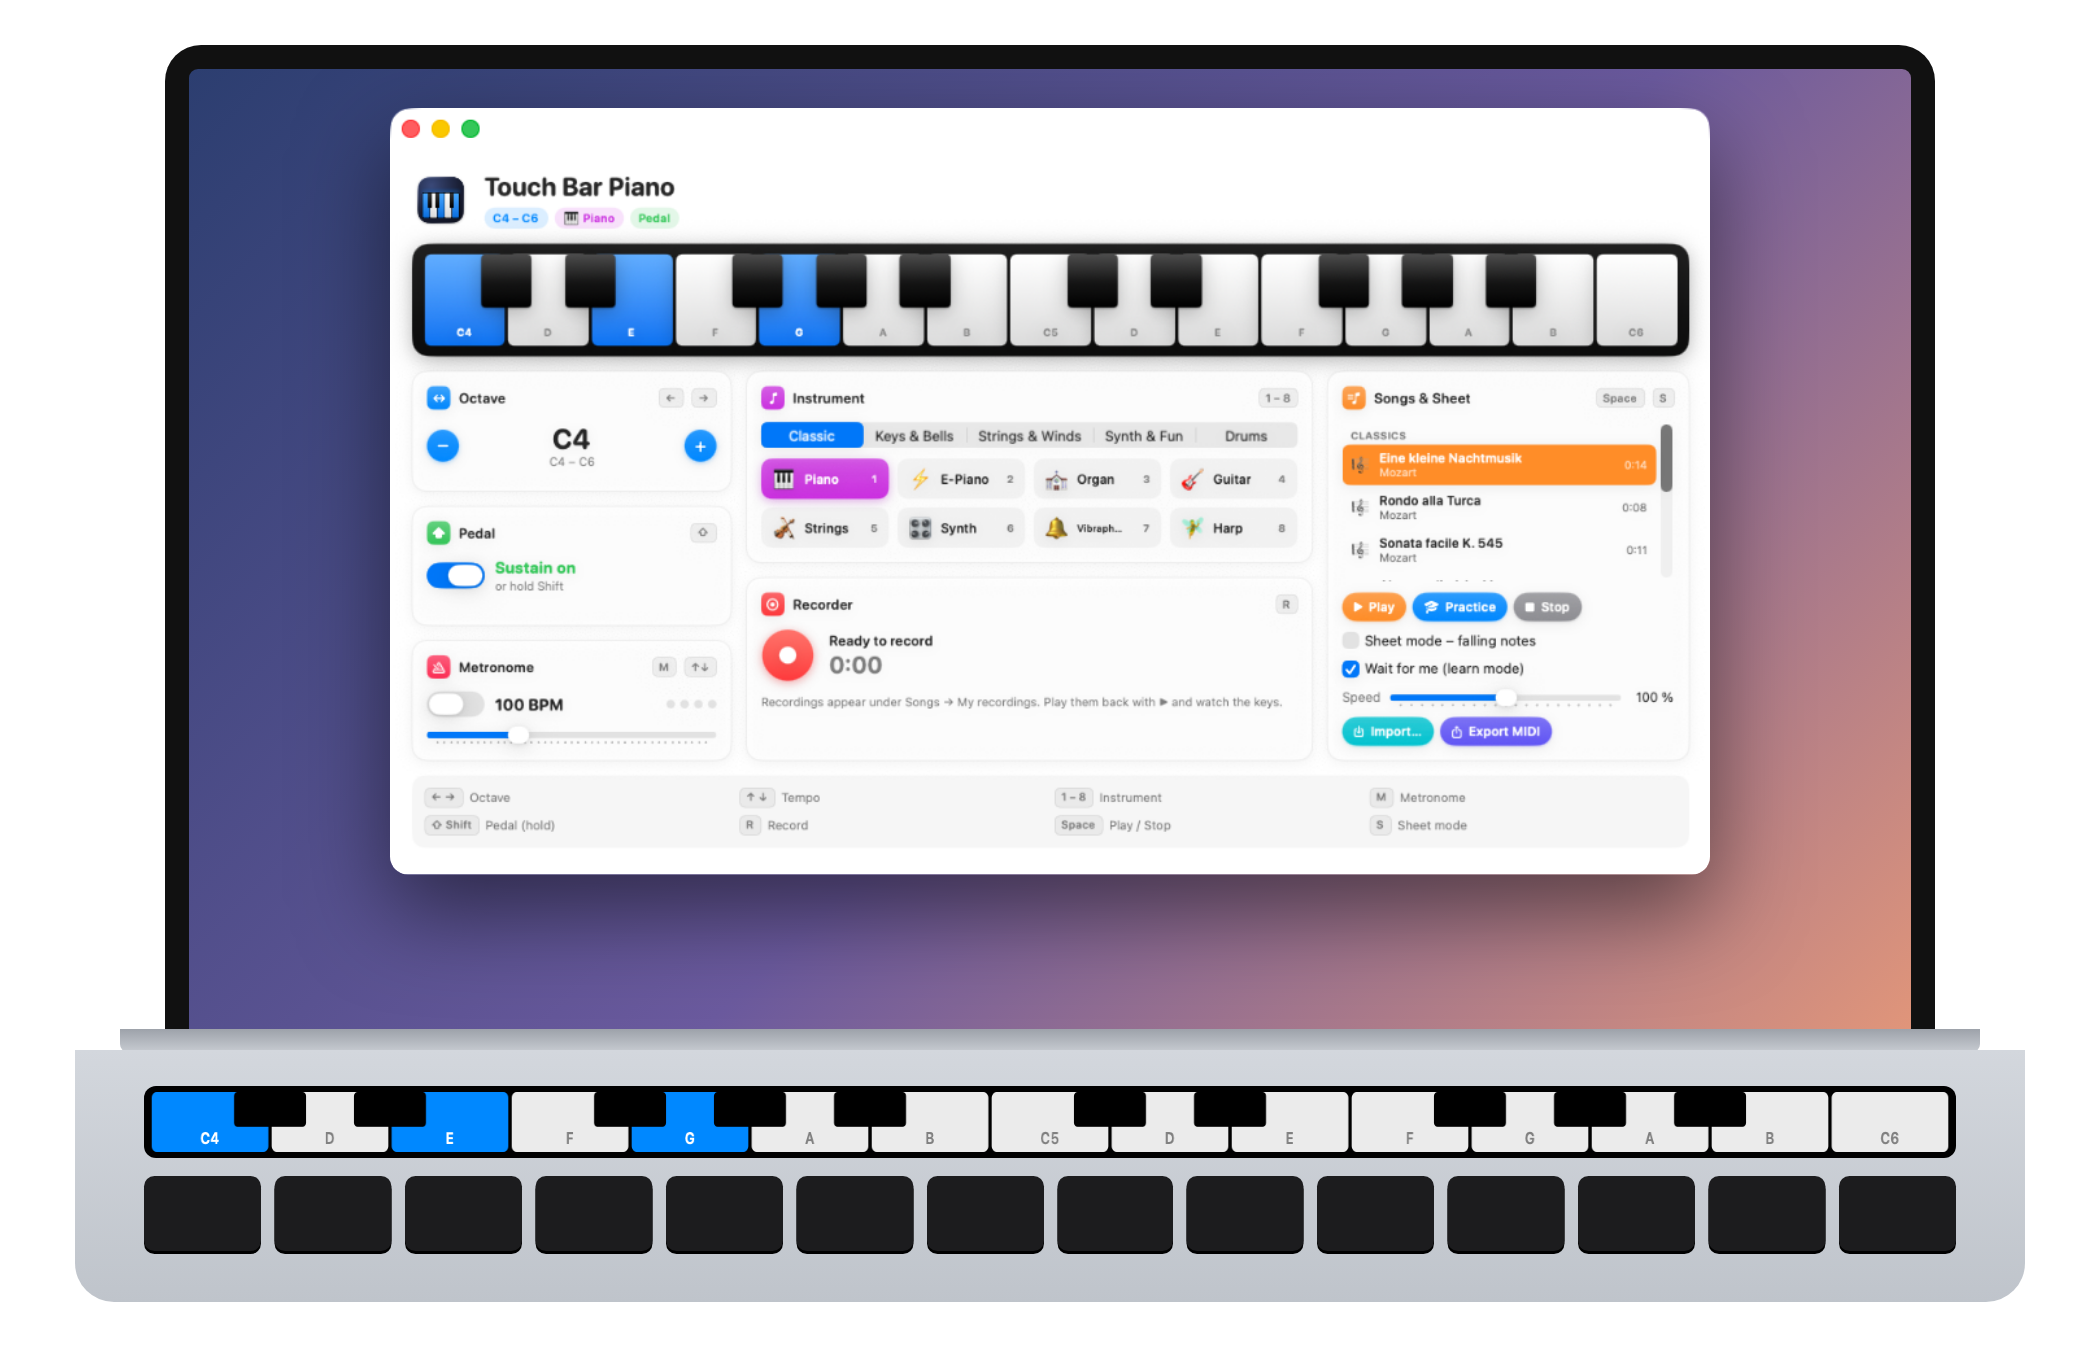 Touch Bar Piano
C4 – C6 Piano Pedal
C4 D E F G A B C5 D E F G A B C6
Octave ← →
− C4 +
C4 – C6
Pedal
Sustain on
or hold Shift
Metronome M ↑↓
100 BPM
Instrument 1 – 8
Classic Keys & Bells Strings & Winds Synth & Fun Drums
Piano 1 E-Piano 2 Organ 3 Guitar 4
Strings 5 Synth 6 Vibraph... 7 Harp 8
Recorder R
Ready to record
0:00
Recordings appear under Songs → My recordings. Play them back with ▶ and watch the keys.
Songs & Sheet Space S
CLASSICS
Eine kleine Nachtmusik 0:14
Mozart
Rondo alla Turca 0:08
Mozart
Sonata facile K. 545 0:11
Mozart
Play Practice Stop
Sheet mode – falling notes
Wait for me (learn mode)
Speed 100 %
Import... Export MIDI
← → Octave ↑ ↓ Tempo 1 – 8 Instrument M Metronome
Shift Pedal (hold) R Record Space Play / Stop S Sheet mode
C4 D E F G A B C5 D E F G A B C6